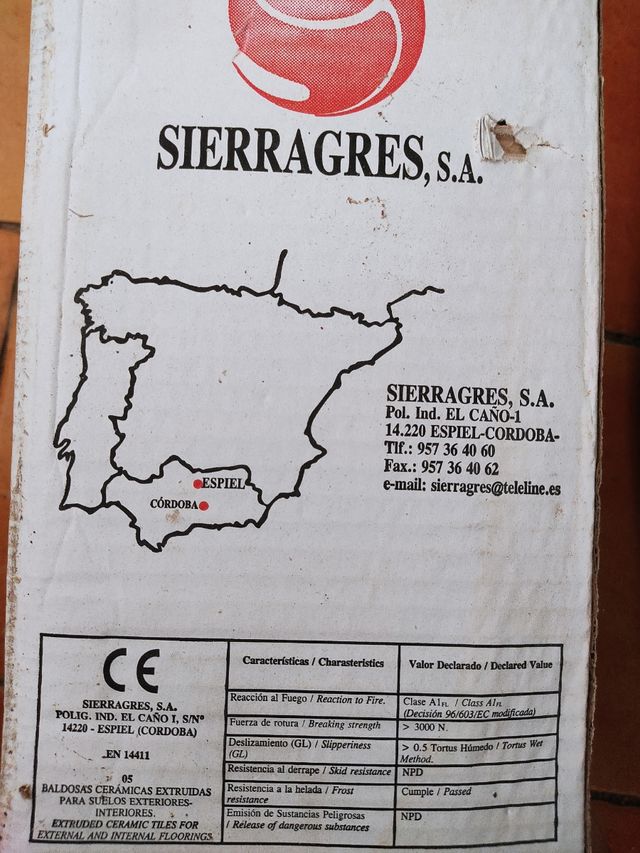 SIERRAGRES, S.A.
SIERRAGRES, S.A.
Pol. Ind. EL CAÑO-1
14.220 ESPIEL-CORDOBA-
Tlf.: 957 36 40 60
Fax.: 957 36 40 62
e-mail: sierragres@teleline.es
ESPIEL
CÓRDOBA
CE
SIERRAGRES, S.A.
POLIG. IND. EL CAÑO I, S/Nº
14220 - ESPIEL (CORDOBA)
EN 14411
05
BALDOSAS CERÁMICAS EXTRUIDAS
PARA SUELOS EXTERIORES-
INTERIORES.
EXTRUDED CERAMIC TILES FOR
EXTERNAL AND INTERNAL FLOORINGS
Características / Charasteristics
Valor Declarado / Declared Value
Reacción al Fuego / Reaction to Fire.
Clase A1FL / Class A1FL
(Decisión 96/603/EC modificada)
Fuerza de rotura / Breaking strength
> 3000 N.
Deslizamiento (GL) / Slipperiness
(GL)
> 0.5 Tortus Húmedo / Tortus Wet
Method.
Resistencia al derrape / Skid resistance
NPD
Resistencia a la helada / Frost
resistance
Cumple / Passed
Emisión de Sustancias Peligrosas
/ Release of dangerous substances
NPD